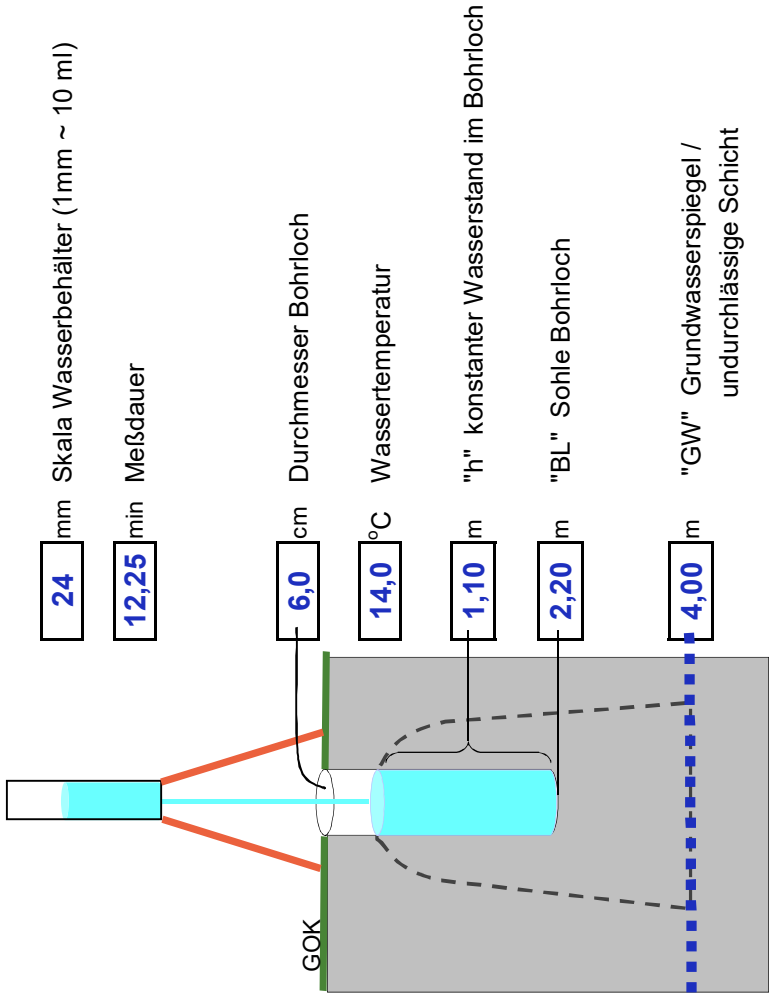 24 mm Skala Wasserbehälter (1mm ~ 10 ml)
12,25 min Meßdauer
6,0 cm Durchmesser Bohrloch
14,0 °C Wassertemperatur
1,10 m "h" konstanter Wasserstand im Bohrloch
2,20 m "BL" Sohle Bohrloch
4,00 m "GW" Grundwasserspiegel /
undurchlässige Schicht
GOK